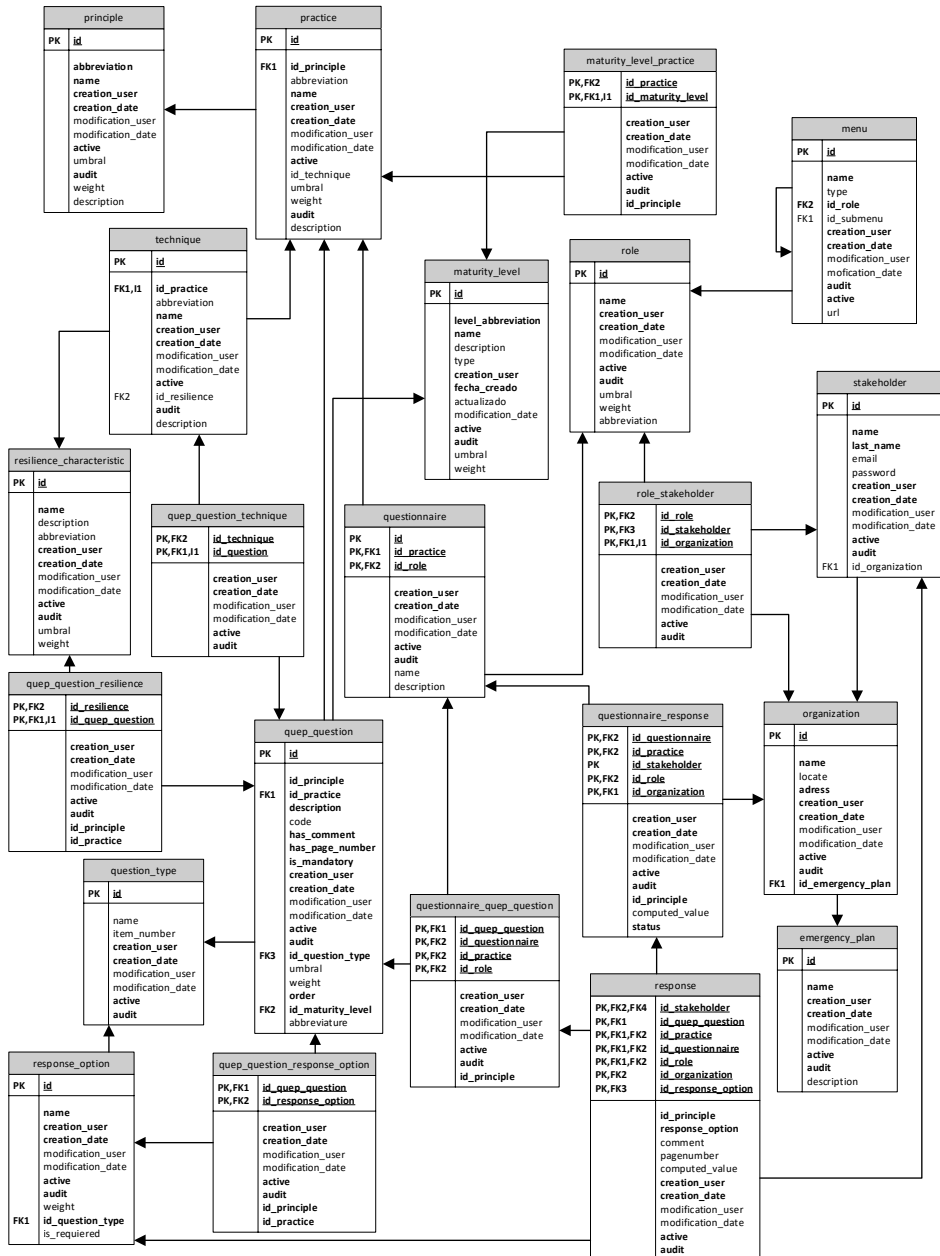 principle
PK id
abbreviation
name
creation_user
creation_date
modification_user
modification_date
active
umbral
audit
weight
description
practice
PK id
FK1 id_principle
abbreviation
name
creation_user
creation_date
modification_user
modification_date
active
id_technique
umbral
weight
audit
description
maturity_level_practice
PK,FK2 id_practice
PK,FK1,I1 id_maturity_level
creation_user
creation_date
modification_user
modification_date
active
audit
id_principle
menu
PK id
name
type
FK2 id_role
FK1 id_submenu
creation_user
creation_date
modification_user
mofication_date
audit
active
url
technique
PK id
FK1,I1 id_practice
abbreviation
name
creation_user
creation_date
modification_user
modification_date
active
FK2 id_resilience
audit
description
maturity_level
PK id
level_abbreviation
name
description
type
creation_user
fecha_creado
actualizado
modification_date
active
audit
umbral
weight
role
PK id
name
creation_user
creation_date
modification_user
modification_date
active
audit
umbral
weight
abbreviation
stakeholder
PK id
name
last_name
email
password
creation_user
creation_date
modification_user
modification_date
active
audit
FK1 id_organization
resilience_characteristic
PK id
name
description
abbreviation
creation_user
creation_date
modification_user
modification_date
active
audit
umbral
weight
quep_question_technique
PK,FK2 id_technique
PK,FK1,I1 id_question
creation_user
creation_date
modification_user
modification_date
active
audit
questionnaire
PK id
PK,FK1 id_practice
PK,FK2 id_role
creation_user
creation_date
modification_user
modification_date
active
audit
name
description
role_stakeholder
PK,FK2 id_role
PK,FK3 id_stakeholder
PK,FK1,I1 id_organization
creation_user
creation_date
modification_user
modification_date
active
audit
quep_question_resilience
PK,FK2 id_resilience
PK,FK1,I1 id_quep_question
creation_user
creation_date
modification_user
modification_date
active
audit
id_principle
id_practice
quep_question
PK id
id_principle
FK1 id_practice
description
code
has_comment
has_page_number
is_mandatory
creation_user
creation_date
modification_user
modification_date
active
audit
FK3 id_question_type
umbral
weight
order
FK2 id_maturity_level
abbreviature
questionnaire_response
PK,FK2 id_questionnaire
PK,FK2 id_practice
PK id_stakeholder
PK,FK2 id_role
PK,FK1 id_organization
creation_user
creation_date
modification_user
modification_date
active
audit
id_principle
computed_value
status
organization
PK id
name
locate
adress
creation_user
creation_date
modification_user
modification_date
active
audit
FK1 id_emergency_plan
question_type
PK id
name
item_number
creation_user
creation_date
modification_user
modification_date
active
audit
questionnaire_quep_question
PK,FK1 id_quep_question
PK,FK2 id_questionnaire
PK,FK2 id_practice
PK,FK2 id_role
creation_user
creation_date
modification_user
modification_date
active
audit
id_principle
emergency_plan
PK id
name
creation_user
creation_date
modification_user
modification_date
active
audit
description
response_option
PK id
name
creation_user
creation_date
modification_user
modification_date
active
audit
weight
FK1 id_question_type
is_requiered
quep_question_response_option
PK,FK1 id_quep_question
PK,FK2 id_response_option
creation_user
creation_date
modification_user
modification_date
active
audit
id_principle
id_practice
response
PK,FK2,FK4 id_stakeholder
PK,FK1 id_quep_question
PK,FK1,FK2 id_practice
PK,FK1,FK2 id_questionnaire
PK,FK1,FK2 id_role
PK,FK2 id_organization
PK,FK3 id_response_option
id_principle
response_option
comment
pagenumber
computed_value
creation_user
creation_date
modification_user
modification_date
active
audit